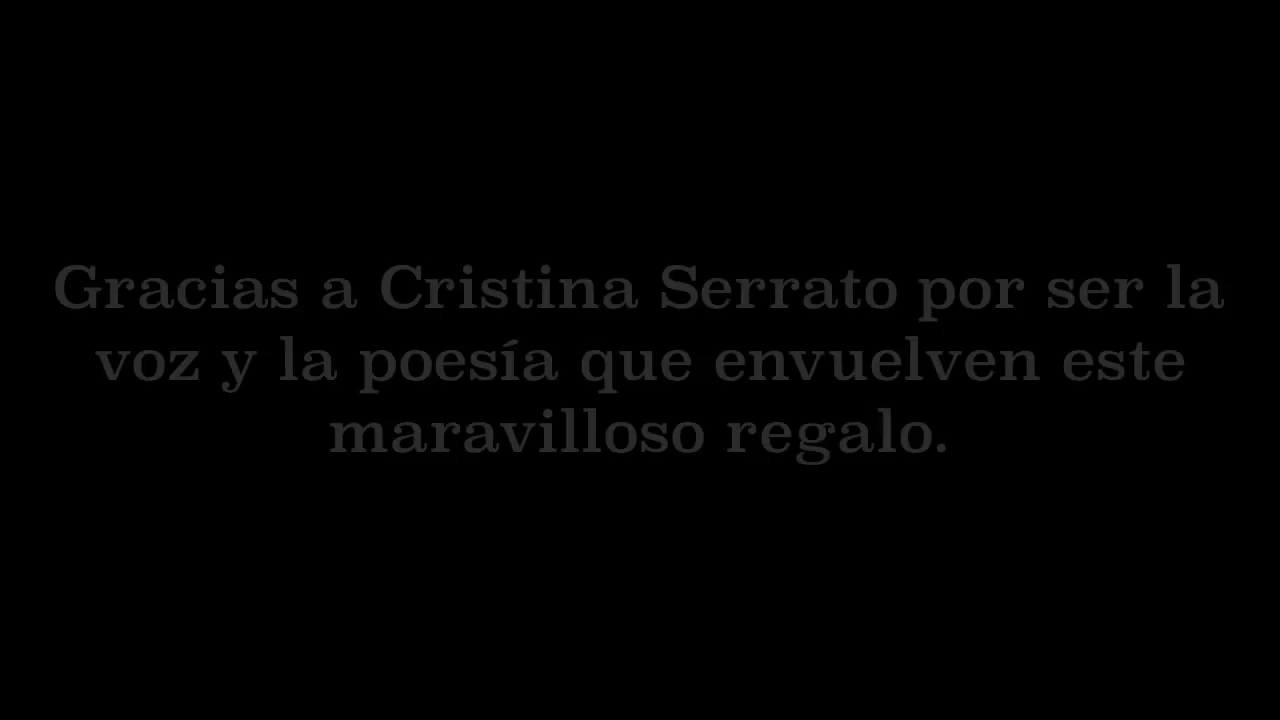 Gracias a Cristina Serrato por ser la
voz y la poesía que envuelven este
maravilloso regalo.